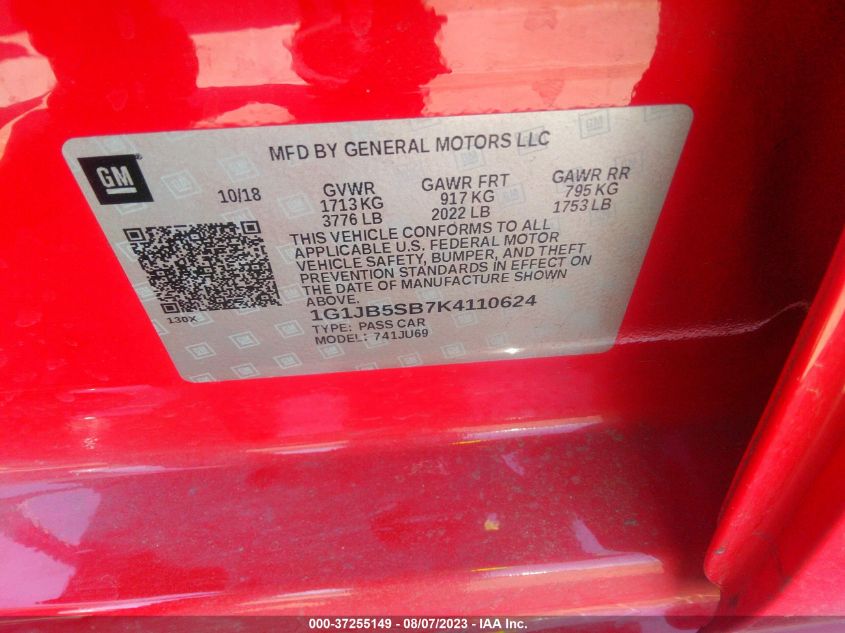 MFD BY GENERAL MOTORS LLC
GM
10/18
GVWR GAWR FRT GAWR RR
1713 KG 917 KG 795 KG
3776 LB 2022 LB 1753 LB
THIS VEHICLE CONFORMS TO ALL
APPLICABLE U.S. FEDERAL MOTOR
VEHICLE SAFETY, BUMPER, AND THEFT
PREVENTION STANDARDS IN EFFECT ON
THE DATE OF MANUFACTURE SHOWN
ABOVE.
130X
1G1JB5SB7K4110624
TYPE: PASS CAR
MODEL: 741JU69
000-37255149 - 08/07/2023 - IAA Inc.